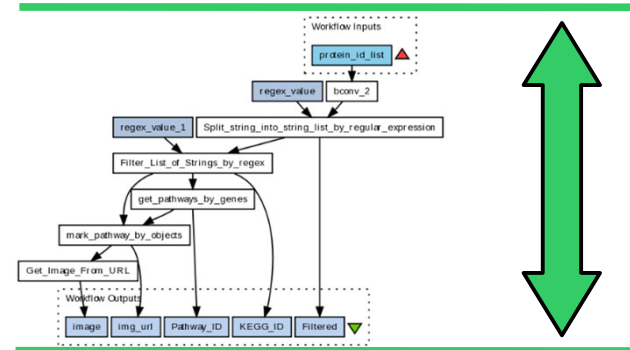 Workflow Inputs
protein_id_list
regex_value
bconv_2
regex_value_1
Split_string_into_string_list_by_regular_expression
Filter_List_of_Strings_by_regex
get_pathways_by_genes
mark_pathway_by_objects
Get_Image_From_URL
Workflow Outputs
image
img_url
Pathway_ID
KEGG_ID
Filtered